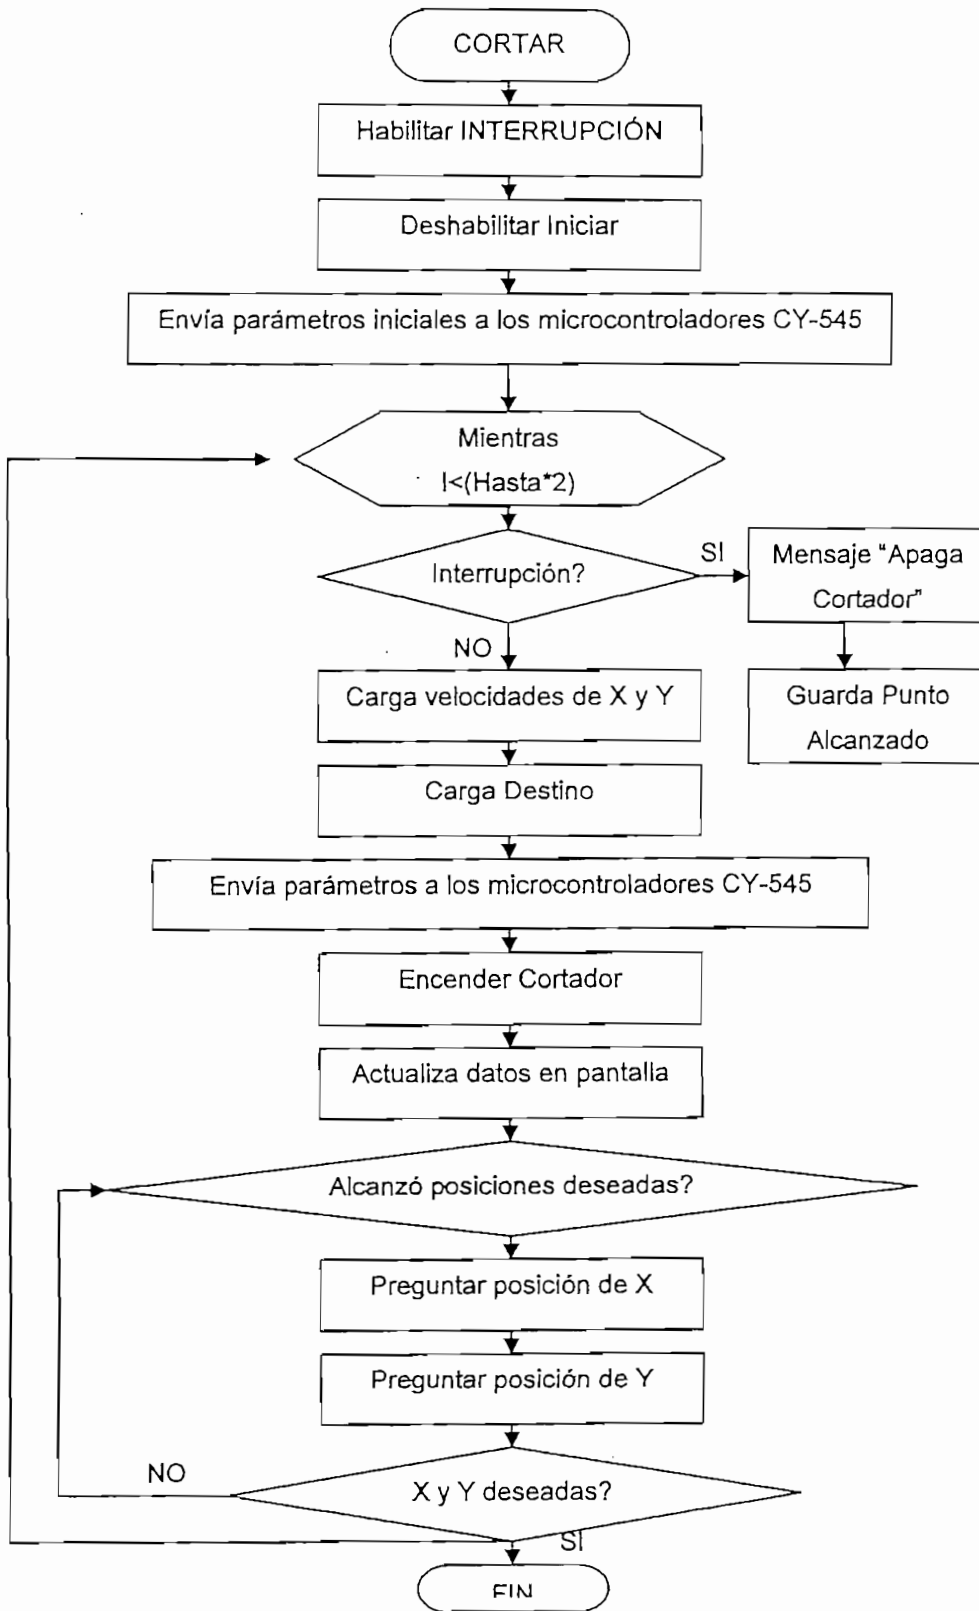 CORTAR
Habilitar INTERRUPCIÓN
Deshabilitar Iniciar
Envía parámetros iniciales a los microcontroladores CY-545
Mientras
I<(Hasta*2)
Interrupción?
SI
Mensaje “Apaga
Cortador”
NO
Guarda Punto
Alcanzado
Carga velocidades de X y Y
Carga Destino
Envía parámetros a los microcontroladores CY-545
Encender Cortador
Actualiza datos en pantalla
Alcanzó posiciones deseadas?
Preguntar posición de X
Preguntar posición de Y
NO
X y Y deseadas?
SI
FIN